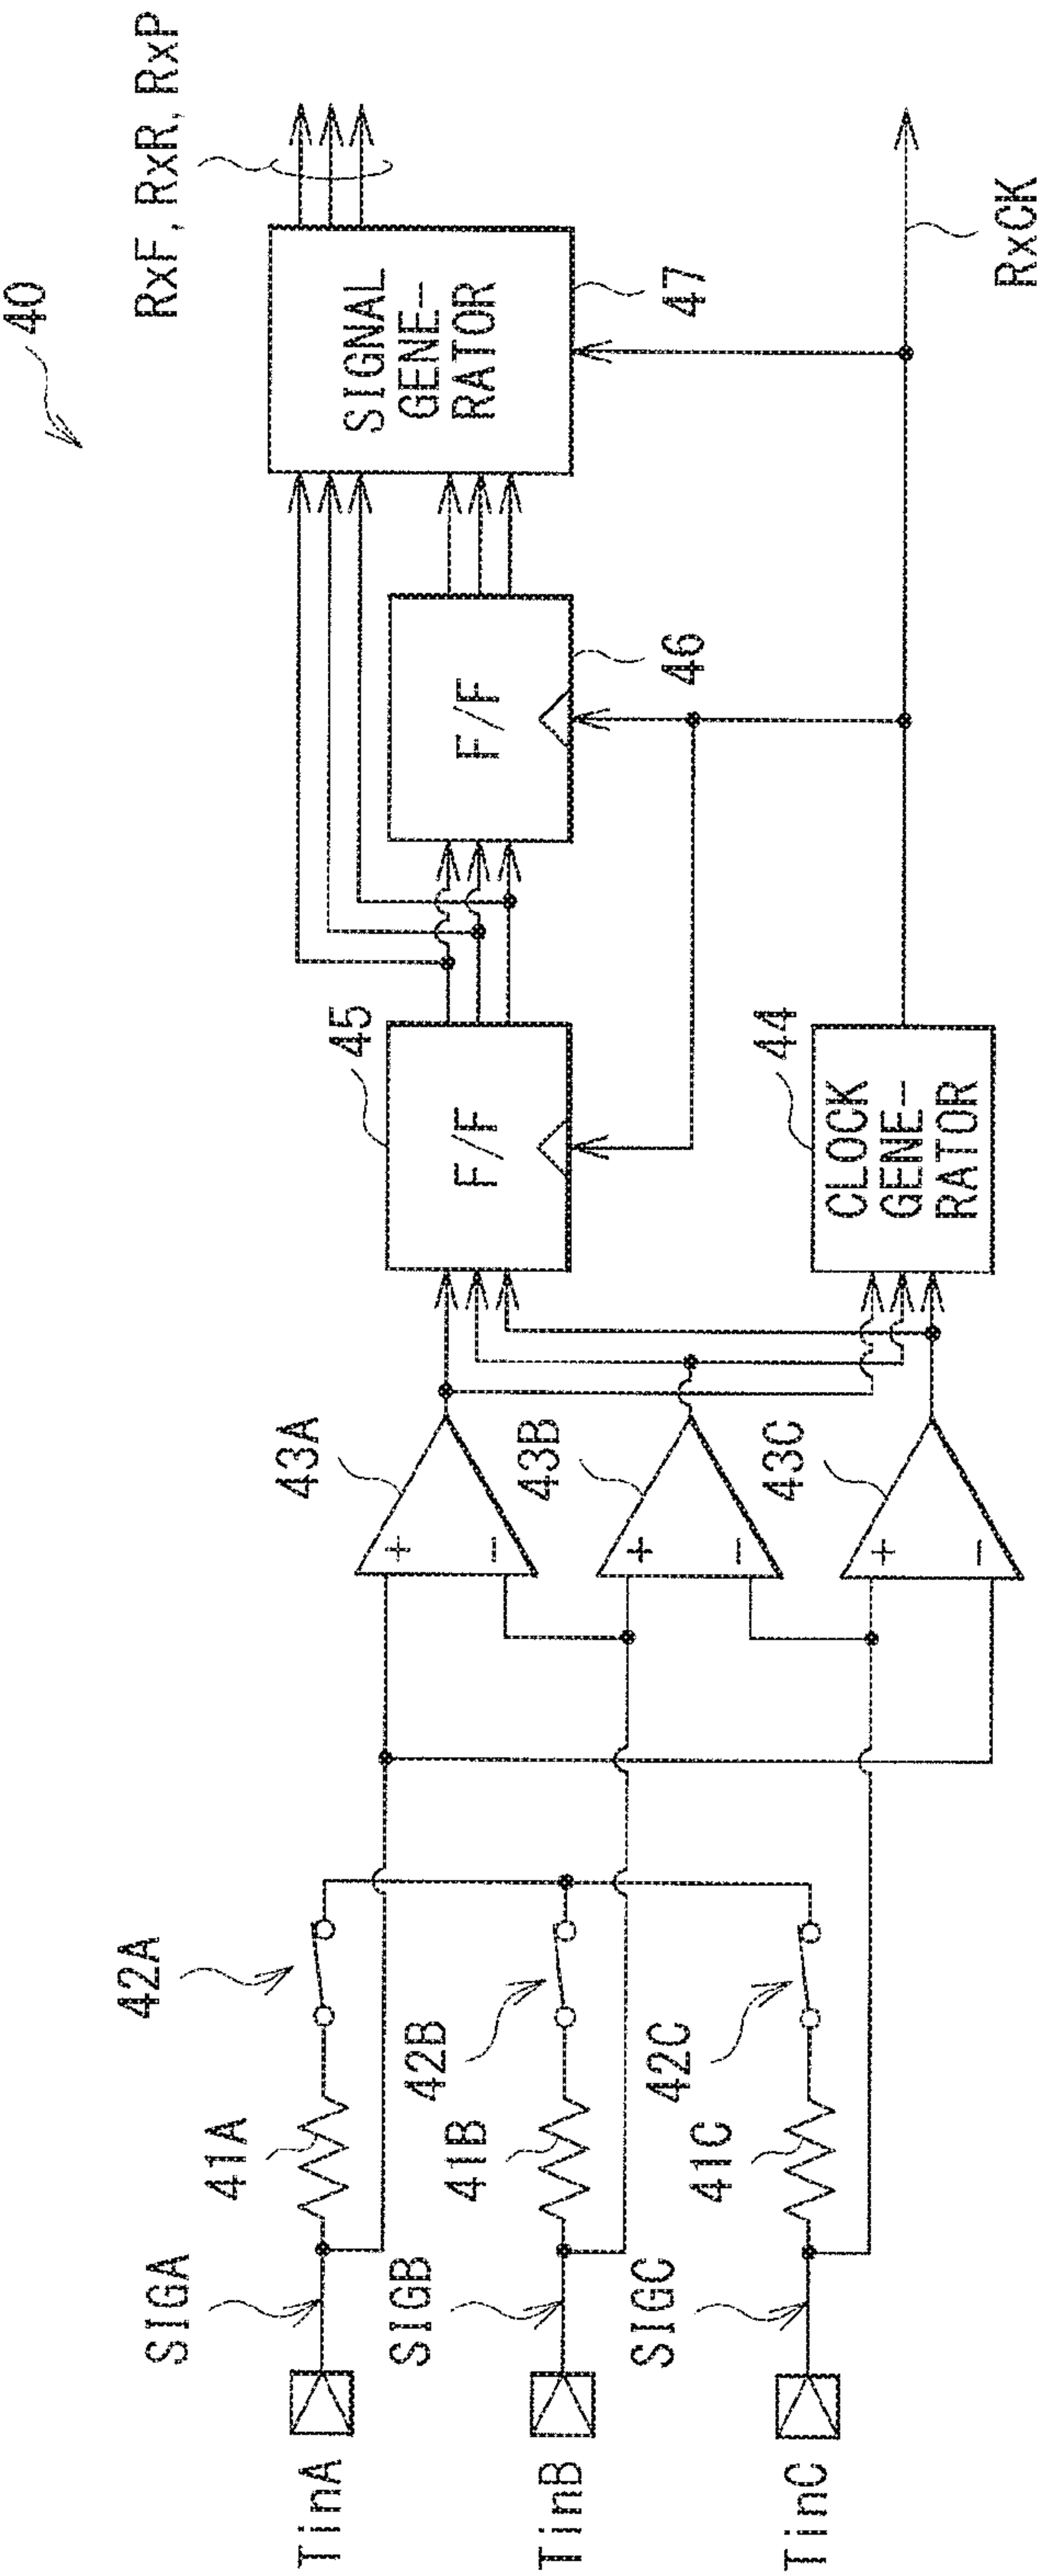 40
RxF, RxR, RxP
TinA
SIGA
41A
42A
43A
+
−
45
F/F
F/F
46
SIGNAL
GENE-
RATOR
47
TinB
SIGB
41B
42B
43B
+
−
TinC
SIGC
41C
42C
43C
+
−
44
CLOCK
GENE-
RATOR
RxCK